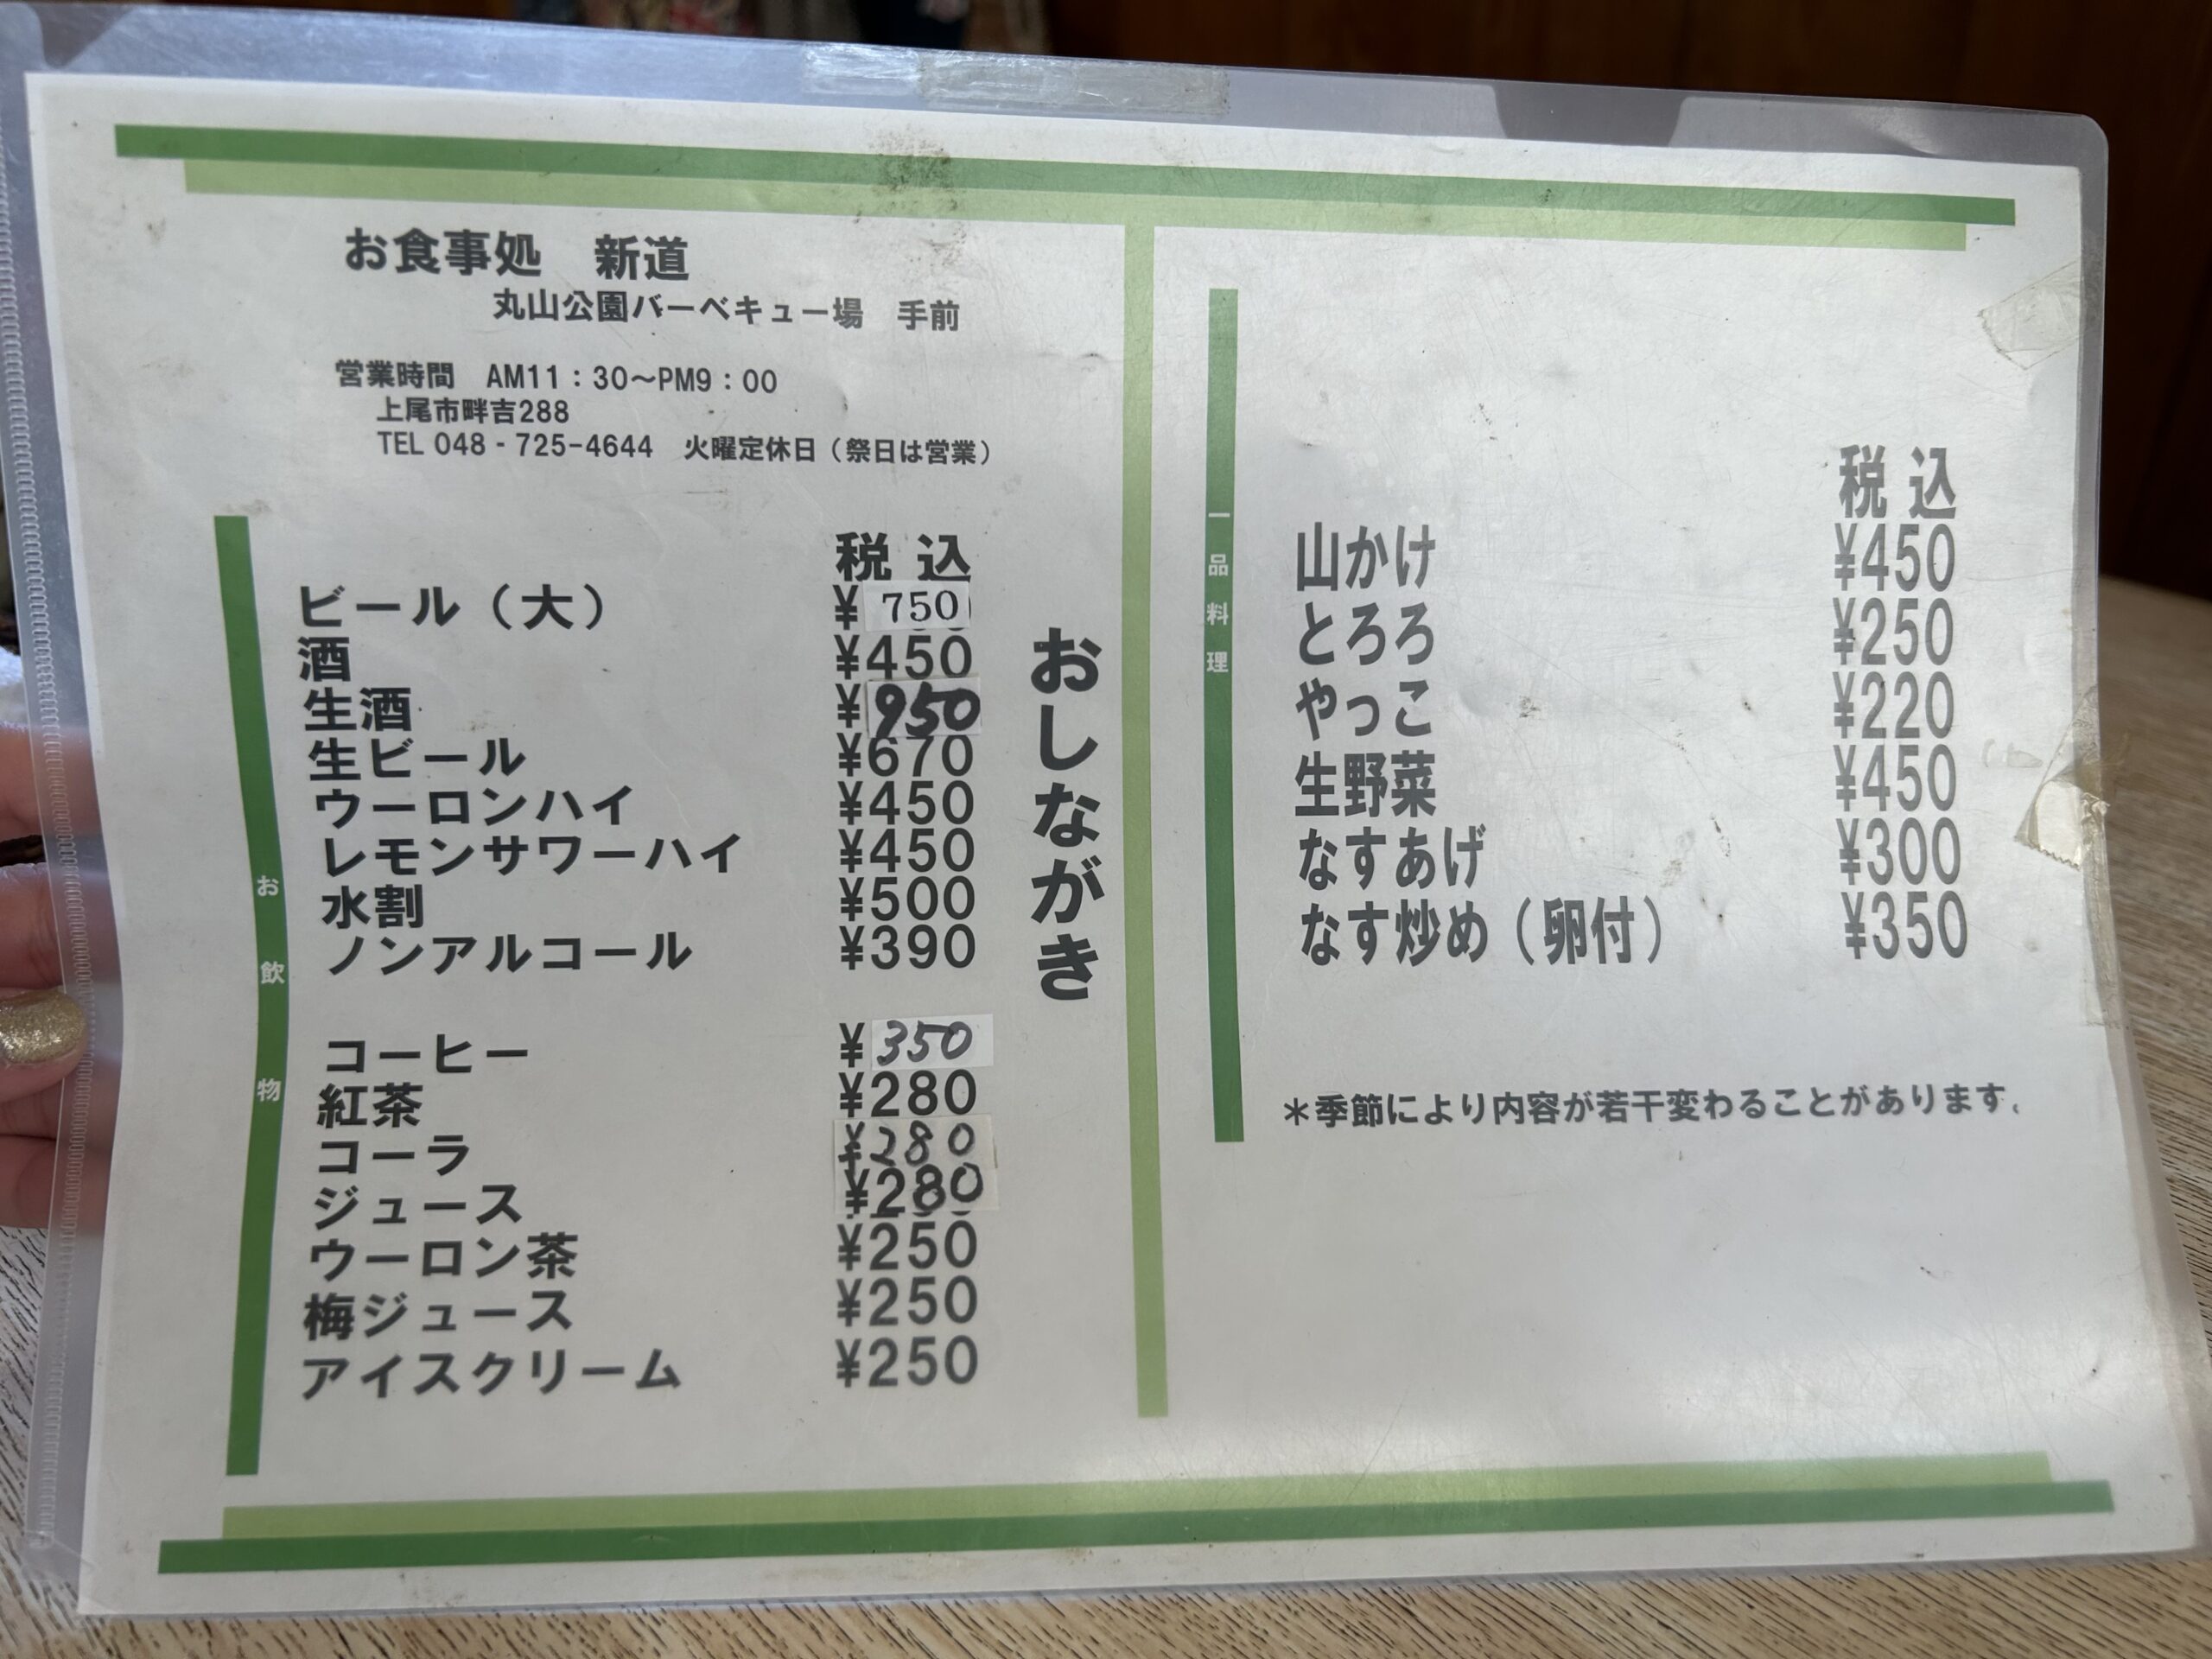 お食事処　新道
丸山公園バーベキュー場　手前
営業時間　AM11：30～PM9：00
上尾市畔吉288
TEL 048 - 725-4644　火曜定休日（祭日は営業）
おしながき
お飲物
税 込
ビール（大） ¥ 750
酒 ¥450
生酒 ¥ 950
生ビール ¥670
ウーロンハイ ¥450
レモンサワーハイ ¥450
水割 ¥500
ノンアルコール ¥390
コーヒー ¥ 350
紅茶 ¥280
コーラ ¥280
ジュース ¥280
ウーロン茶 ¥250
梅ジュース ¥250
アイスクリーム ¥250
一品料理
税 込
山かけ ¥450
とろろ ¥250
やっこ ¥220
生野菜 ¥450
なすあげ ¥300
なす炒め（卵付） ¥350
＊季節により内容が若干変わることがあります。